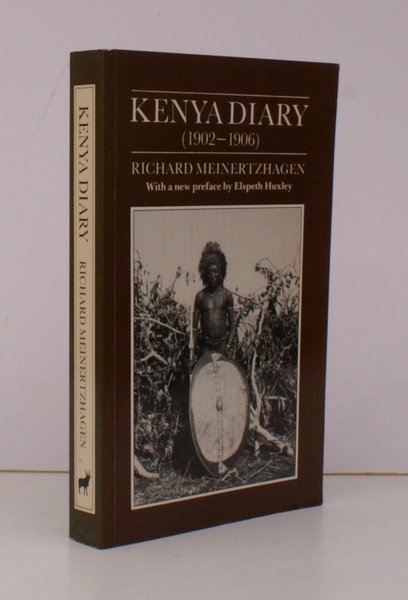 KENYA DIARY
(1902–1906)
RICHARD MEINERTZHAGEN
With a new preface by Elspeth Huxley
KENYA DIARY RICHARD MEINERTZHAGEN